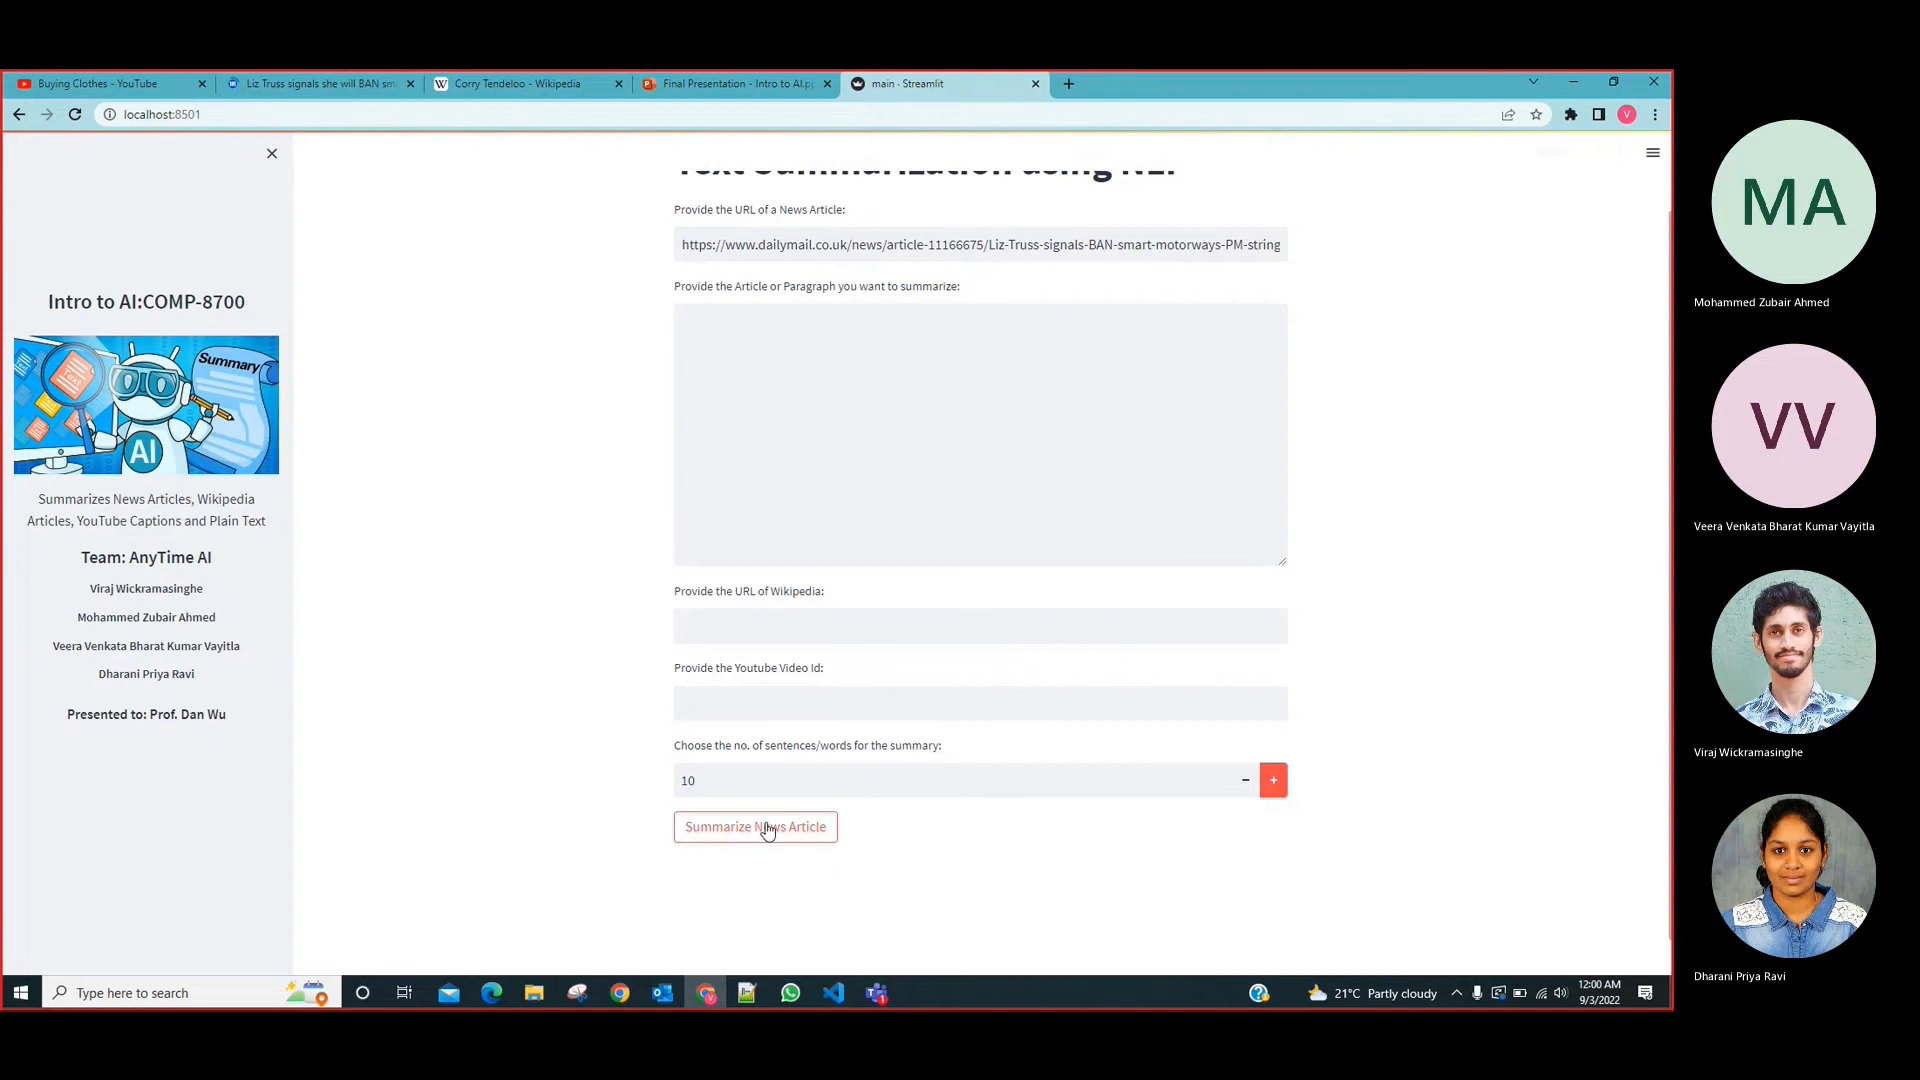 Buying Clothes - YouTube
Liz Truss signals she will BAN sm
Corry Tendeloo - Wikipedia
Final Presentation - Intro to AI.pp
main · Streamlit
localhost:8501
V
Text Summarization using NLP
Provide the URL of a News Article:
https://www.dailymail.co.uk/news/article-11166675/Liz-Truss-signals-BAN-smart-motorways-PM-string
Provide the Article or Paragraph you want to summarize:
Provide the URL of Wikipedia:
Provide the Youtube Video Id:
Choose the no. of sentences/words for the summary:
10
Summarize News Article
Intro to AI:COMP-8700
Text
Summary
AI
Summarizes News Articles, Wikipedia
Articles, YouTube Captions and Plain Text
Team: AnyTime AI
Viraj Wickramasinghe
Mohammed Zubair Ahmed
Veera Venkata Bharat Kumar Vayitla
Dharani Priya Ravi
Presented to: Prof. Dan Wu
Type here to search
21°C Partly cloudy
12:00 AM
9/3/2022
MA
Mohammed Zubair Ahmed
VV
Veera Venkata Bharat Kumar Vayitla
Viraj Wickramasinghe
Dharani Priya Ravi